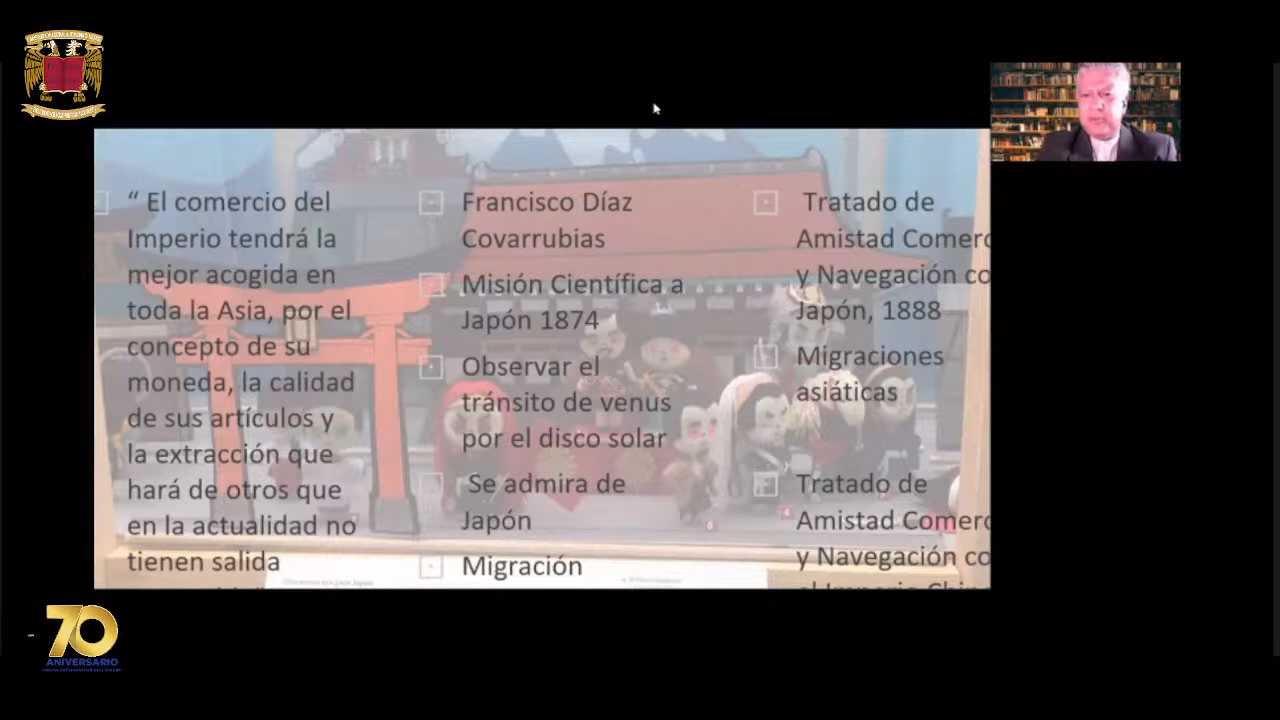 “ El comercio del
Imperio tendrá la
mejor acogida en
toda la Asia, por el
concepto de su
moneda, la calidad
de sus artículos y
la extracción que
hará de otros que
en la actualidad no
tienen salida
Francisco Díaz
Covarrubias
Misión Científica a
Japón 1874
Observar el
tránsito de venus
por el disco solar
Se admira de
Japón
Migración
Tratado de
Amistad Comerc
y Navegación co
Japón, 1888
Migraciones
asiáticas
Tratado de
Amistad Comerc
y Navegación co
70
ANIVERSARIO